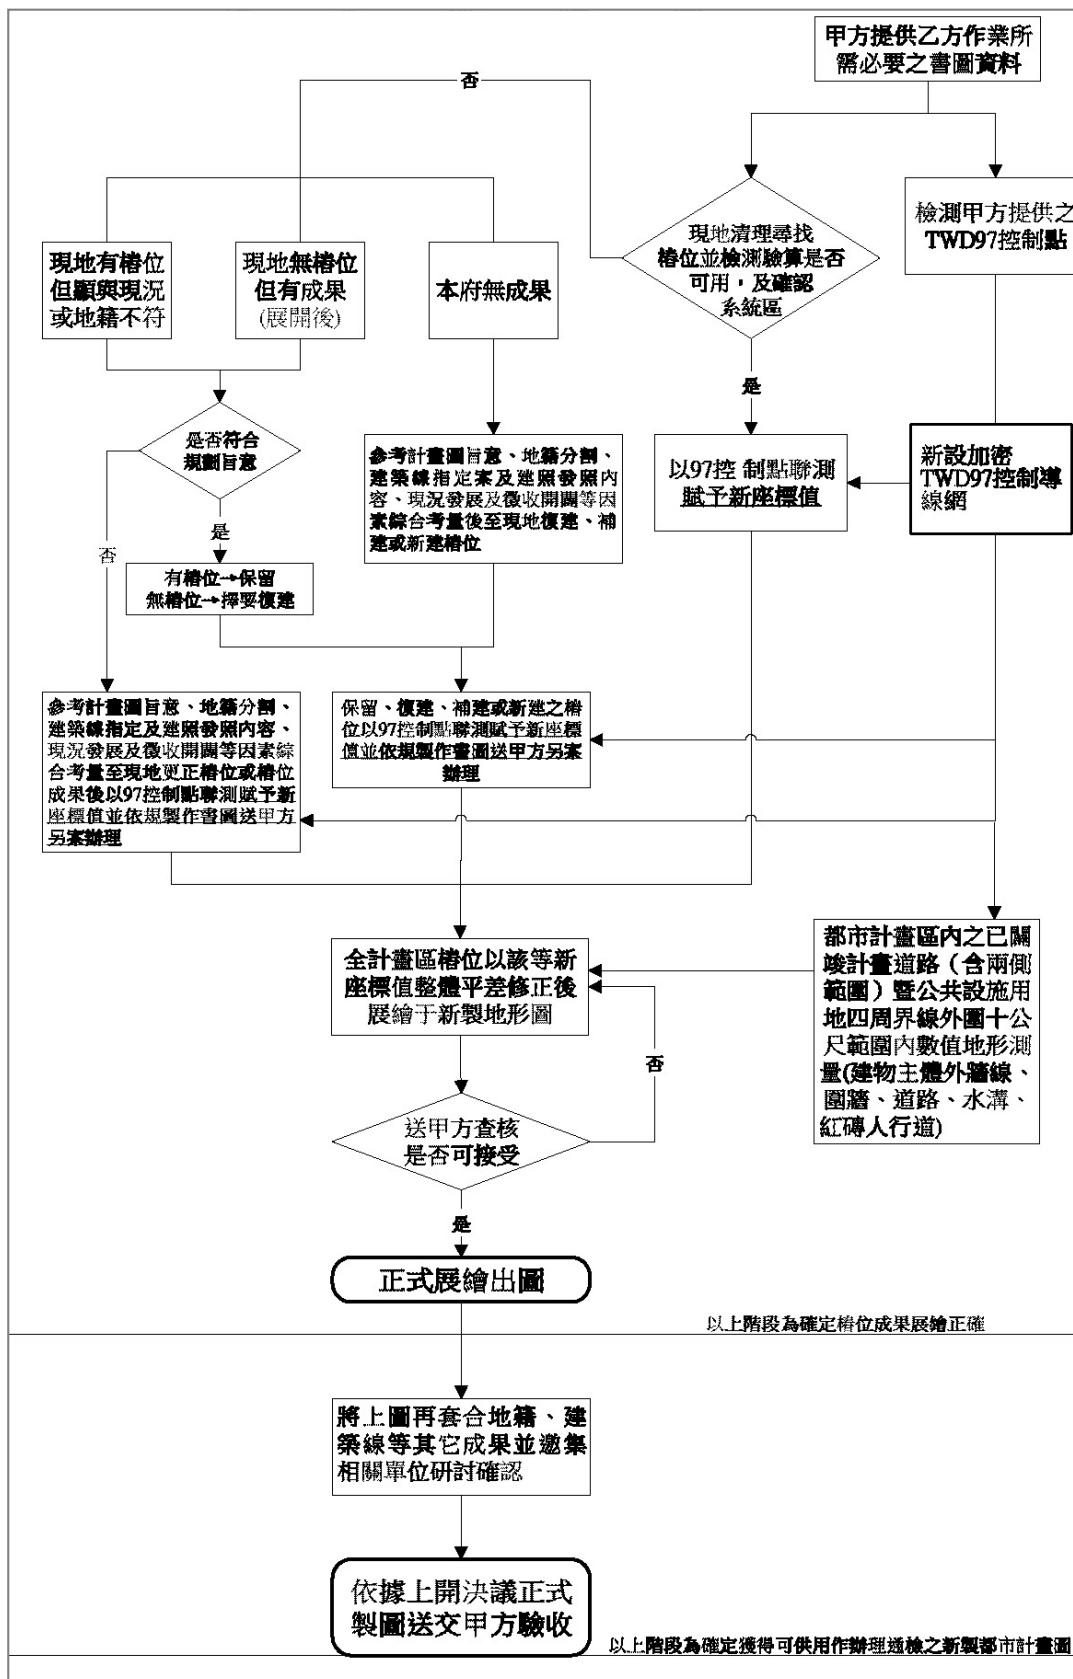 甲方提供乙方作業所
需必要之書圖資料
否
現地有樁位
但顯與現況
或地籍不符
現地無樁位
但有成果
(展開後)
本府無成果
現地清理尋找
樁位並檢測驗算是否
可用，及確認
系統區
檢測甲方提供之
TWD97控制點
是
是否符合
規劃旨意
參考計畫圖旨意、地籍分割、
建築線指定案及建照發照內
容、現況發展及徵收開闢等因
素綜合考量後至現地復建、補
建或新建樁位
以97控 制點聯測
賦予新座標值
新設加密
TWD97控制導
線網
是
否
有樁位→保留
無樁位→擇要復建
參考計畫圖旨意、地籍分割、
建築線指定及建照發照內容、
現況發展及徵收開闢等因素綜
合考量至現地更正樁位或樁位
成果後以97控制點聯測賦予新
座標值並依規製作書圖送甲方
另案辦理
保留、復建、補建或新建之樁
位以97控制點聯測賦予新座標
值並依規製作書圖送甲方另案
辦理
全計畫區樁位以該等新
座標值整體平差修正後
展繪于新製地形圖
都市計畫區內之已開
竣計畫道路（含兩側
範圍）暨公共設施用
地四周界線外圍十公
尺範圍內數值地形測
量(建物主體外牆線、
圍牆、道路、水溝、
紅磚人行道)
否
送甲方查核
是否可接受
是
正式展繪出圖
以上階段為確定樁位成果展繪正確
將上圖再套合地籍、建
築線等其它成果並邀集
相關單位研討確認
依據上開決議正式
製圖送交甲方驗收
以上階段為確定獲得可供用作辦理通檢之新製都市計畫圖